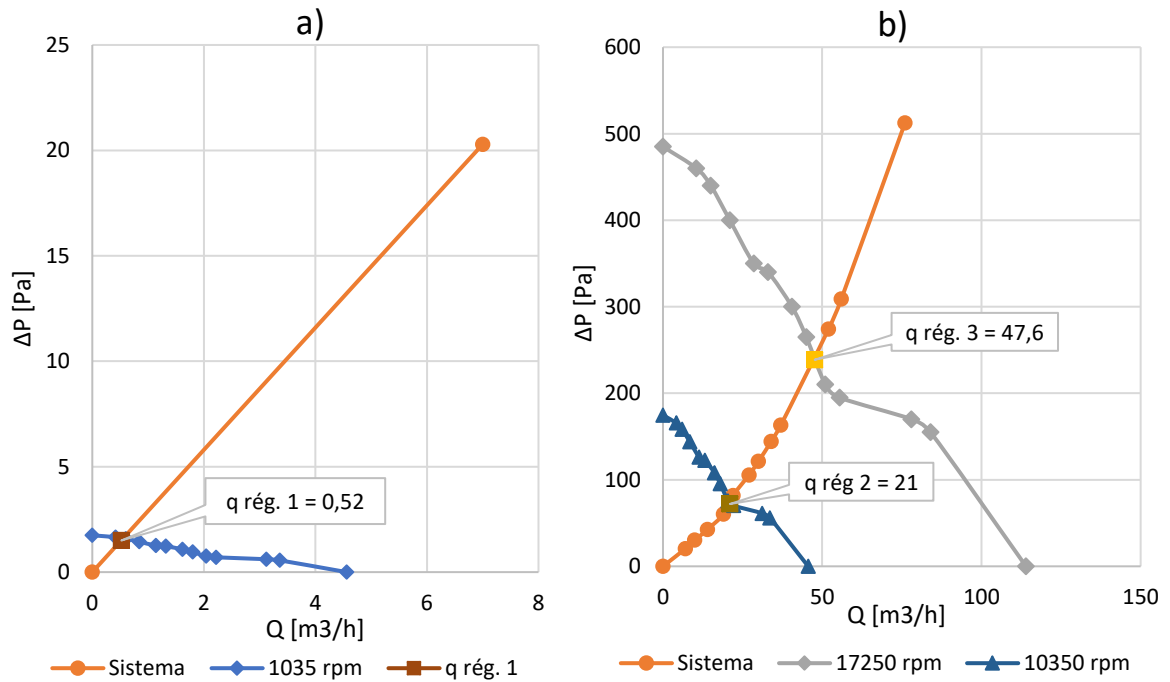 a)
25
20
15
10
5
0
0 2 4 6 8
ΔP [Pa]
Q [m3/h]
q rég. 1 = 0,52
Sistema 1035 rpm q rég. 1
b)
600
500
400
300
200
100
0
0 50 100 150
ΔP [Pa]
Q [m3/h]
q rég. 3 = 47,6
q rég 2 = 21
Sistema 17250 rpm 10350 rpm